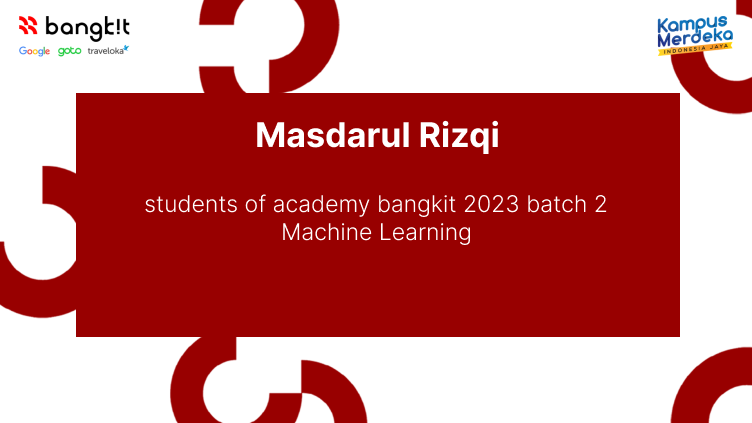 bangk!t
Google goto traveloka
Kampus
Merdeka
INDONESIA JAYA
Masdarul Rizqi
students of academy bangkit 2023 batch 2
Machine Learning